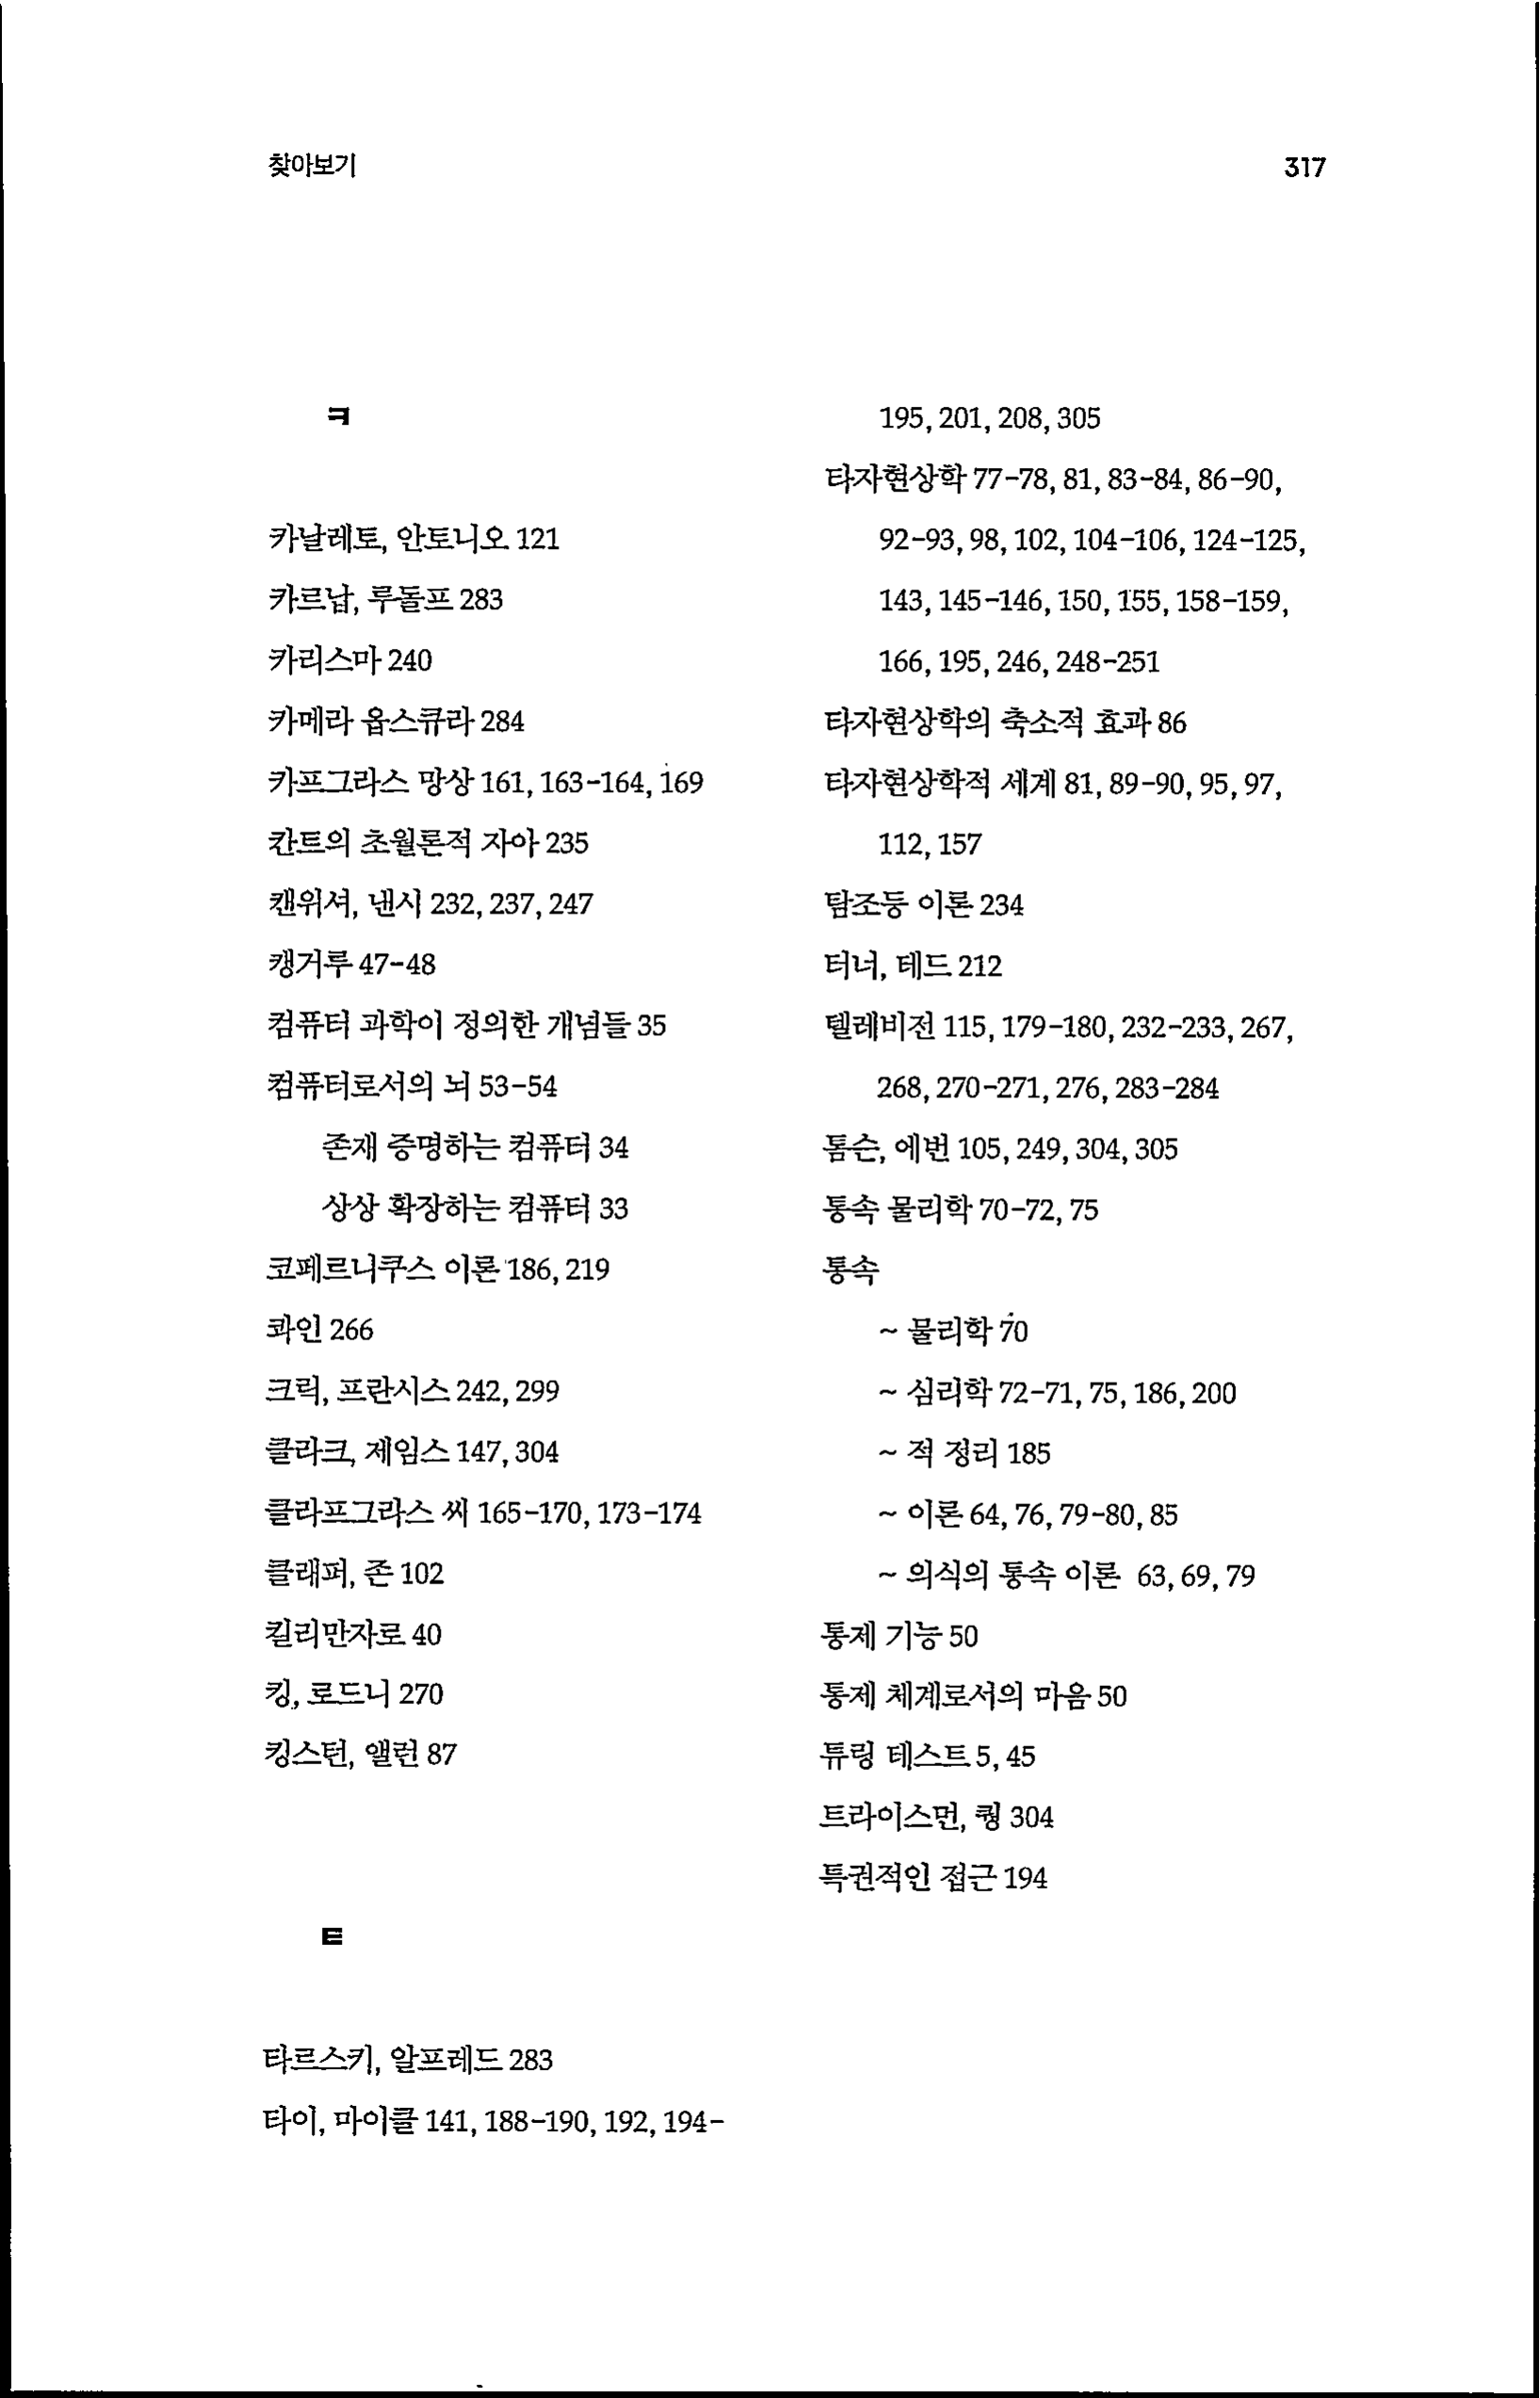 찾아보기
317
ㅋ
카날레토, 안토니오 121
카르납, 루돌프 283
카리스마 240
카메라 옵스큐라 284
카프그라스 망상 161, 163-164, 169
칸트의 초월론적 자아 235
캔위셔, 낸시 232, 237, 247
캥거루 47-48
컴퓨터 과학이 정의한 개념들 35
컴퓨터로서의 뇌 53-54
존재 증명하는 컴퓨터 34
상상 확장하는 컴퓨터 33
코페르니쿠스 이론 186, 219
콰인 266
크릭, 프란시스 242, 299
클라크, 제임스 147, 304
클라프그라스 씨 165-170, 173-174
클래퍼, 존 102
킬리만자로 40
킹, 로드니 270
킹스턴, 앨런 87
ㅌ
타르스키, 알프레드 283
타이, 마이클 141, 188-190, 192, 194-
195, 201, 208, 305
타자현상학 77-78, 81, 83-84, 86-90,
92-93, 98, 102, 104-106, 124-125,
143, 145-146, 150, 155, 158-159,
166, 195, 246, 248-251
타자현상학의 축소적 효과 86
타자현상학적 세계 81, 89-90, 95, 97,
112, 157
탐조등 이론 234
터너, 테드 212
텔레비전 115, 179-180, 232-233, 267,
268, 270-271, 276, 283-284
톰슨, 에번 105, 249, 304, 305
통속 물리학 70-72, 75
통속
~ 물리학 70
~ 심리학 72-71, 75, 186, 200
~ 적 정리 185
~ 이론 64, 76, 79-80, 85
~ 의식의 통속 이론 63, 69, 79
통제 기능 50
통제 체계로서의 마음 50
튜링 테스트 5, 45
트라이스먼, 퀑 304
특권적인 접근 194